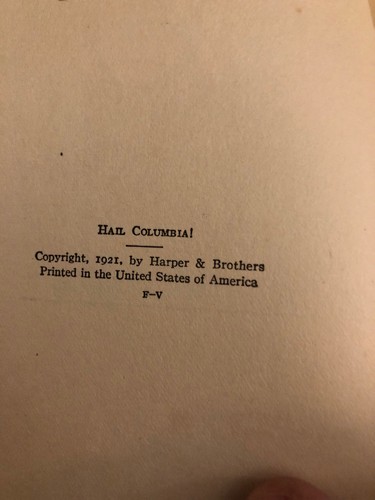 Hail Columbia!
Copyright, 1921, by Harper & Brothers
Printed in the United States of America
F-V